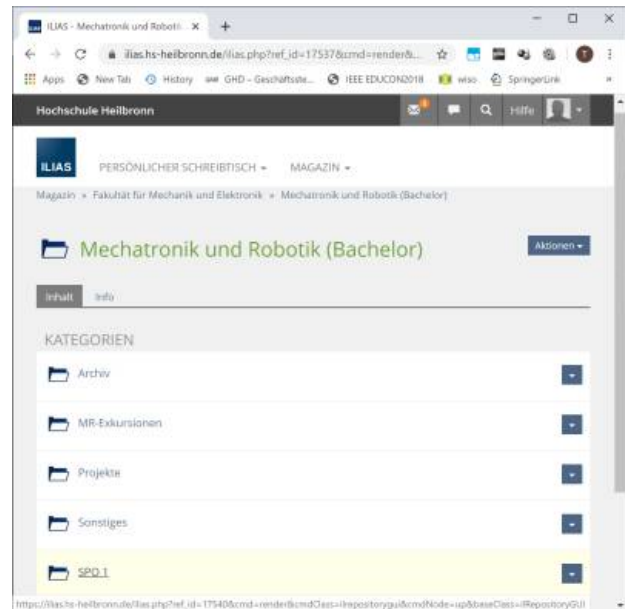 ILIAS - Mechatronik und Roboti
ilias.hs-heilbronn.de/ilias.php?ref_id=17537&cmd=render&...
Apps New Tab History GHD – Geschäftsste... IEEE EDUCON2018 wiso SpringerLink
Hochschule Heilbronn
Hilfe
ILIAS PERSÖNLICHER SCHREIBTISCH MAGAZIN
Magazin » Fakultät für Mechanik und Elektronik » Mechatronik und Robotik (Bachelor)
Mechatronik und Robotik (Bachelor)
Aktionen
Inhalt Info
KATEGORIEN
Archiv
MR-Exkursionen
Projekte
Sonstiges
SPO 1
https://ilias.hs-heilbronn.de/ilias.php?ref_id=17540&cmd=render&cmdClass=ilrepositorygui&cmdNode=up&baseClass=ilRepositoryGUI